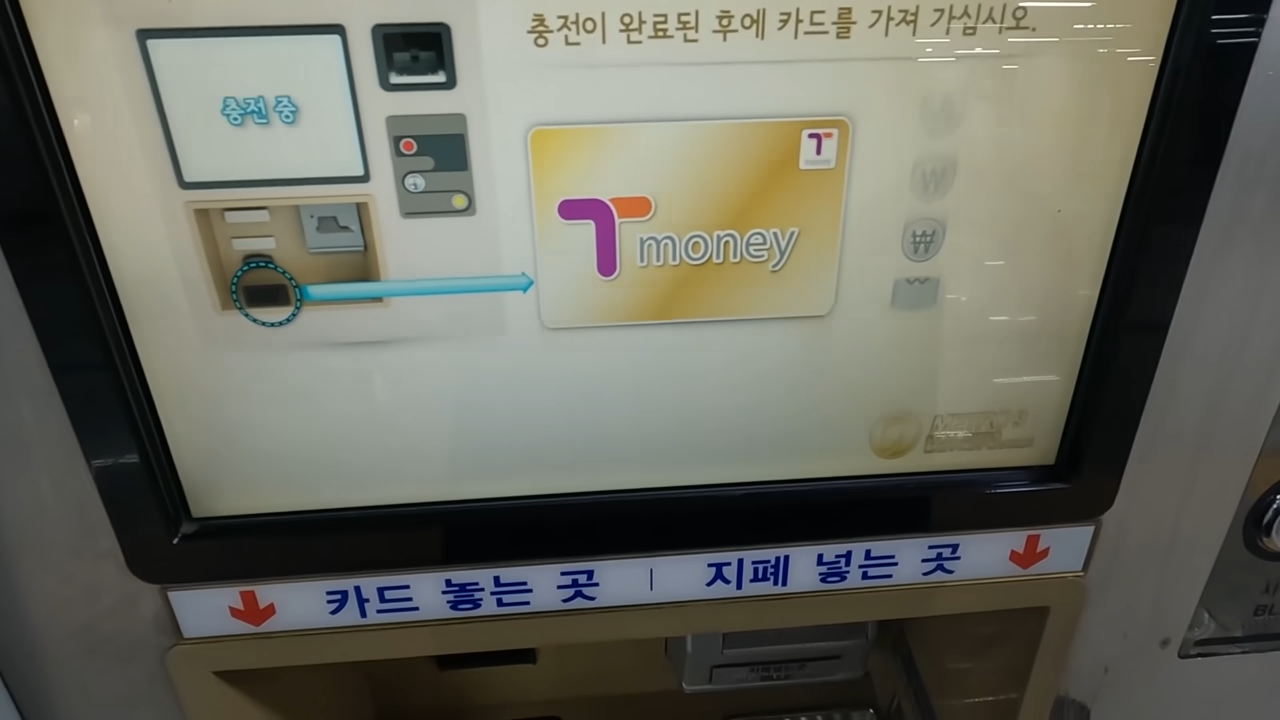 충전이 완료된 후에 카드를 가져 가십시오.
충전 중
T
T money
₩
카드 놓는 곳 | 지폐 넣는 곳